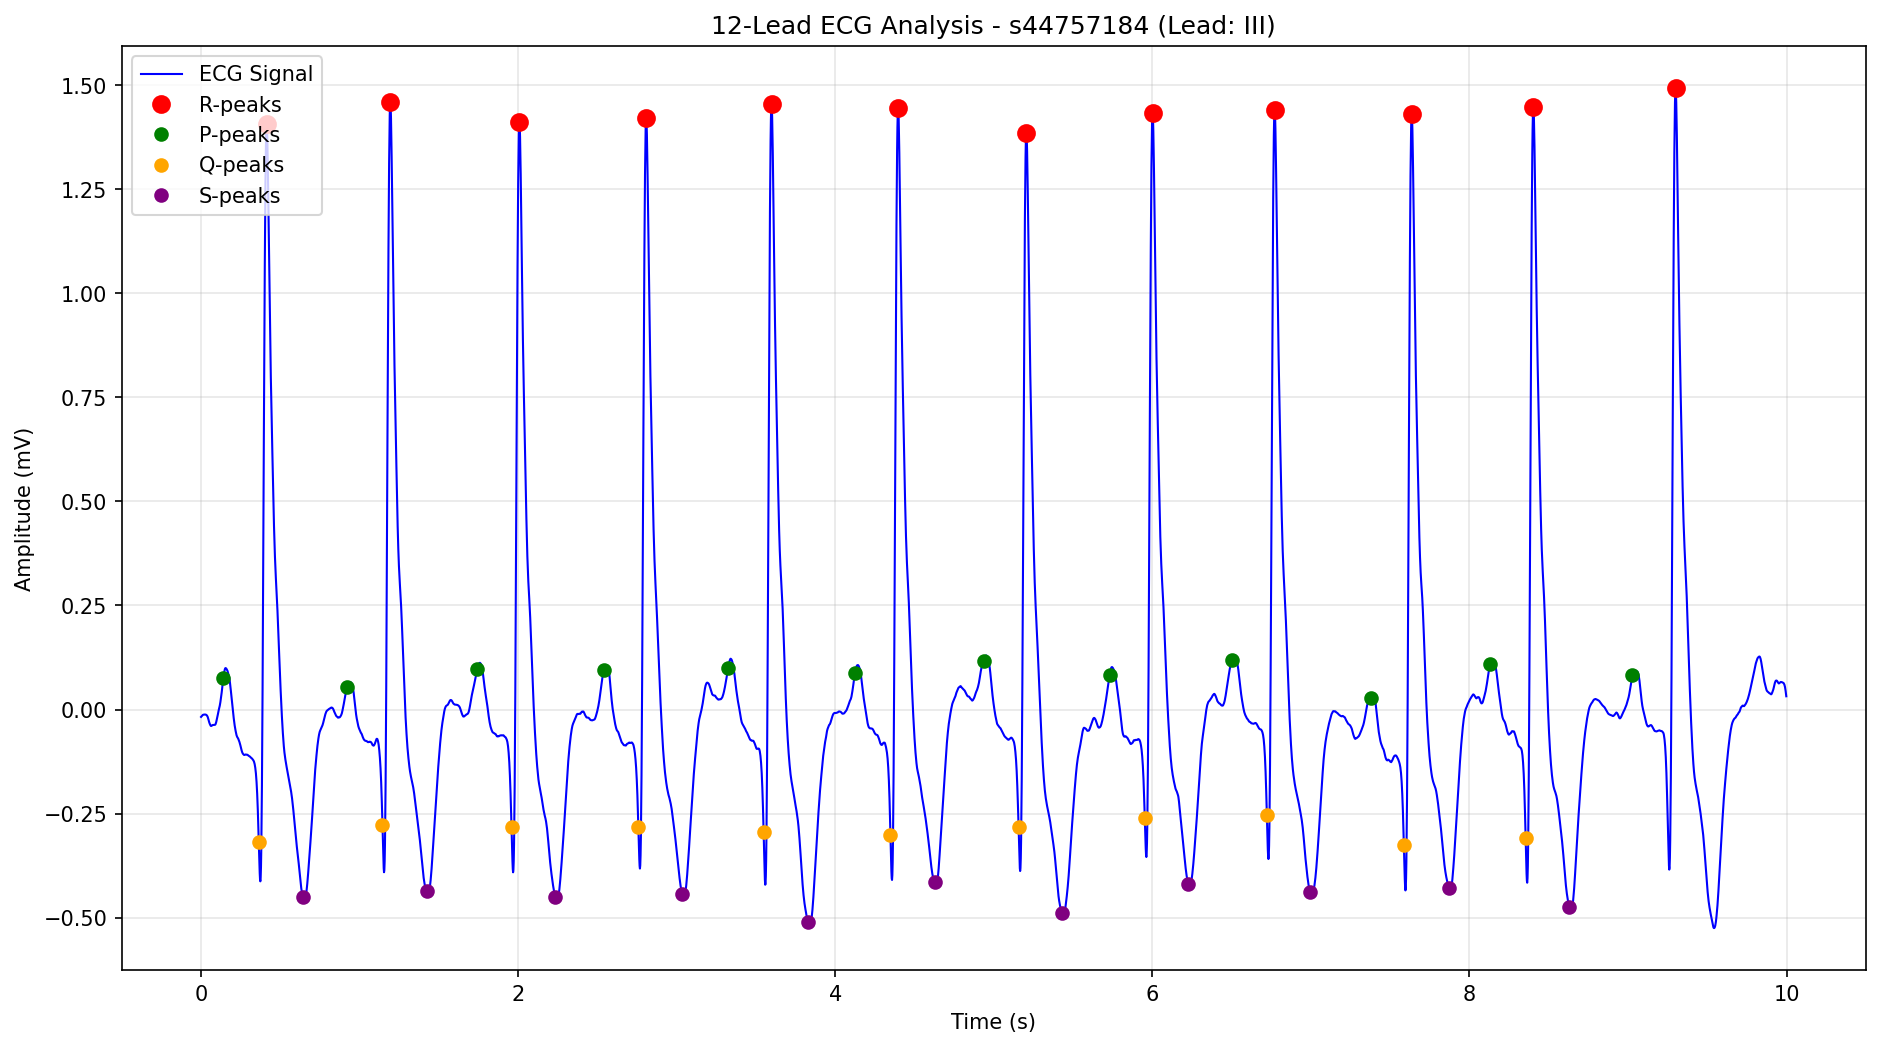 12-Lead ECG Analysis - s44757184 (Lead: III)
ECG Signal
R-peaks
P-peaks
Q-peaks
S-peaks
Amplitude (mV)
1.50
1.25
1.00
0.75
0.50
0.25
0.00
−0.25
−0.50
0 2 4 6 8 10
Time (s)